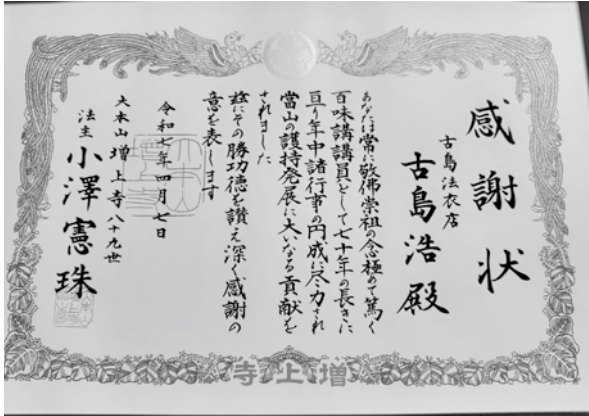 感謝状
古島法衣店
古島浩殿
あなたは常に敬佛崇祖の念極めて篤く
百味講講員として七十年の長きに
亘り年中諸行事の円成に尽力され
當山の護持発展に大いなる貢献を
されました
茲にその勝功徳を讃え深く感謝の
意を表します
令和七年四月七日
大本山増上寺八十九世
法主小澤憲珠
寺上増